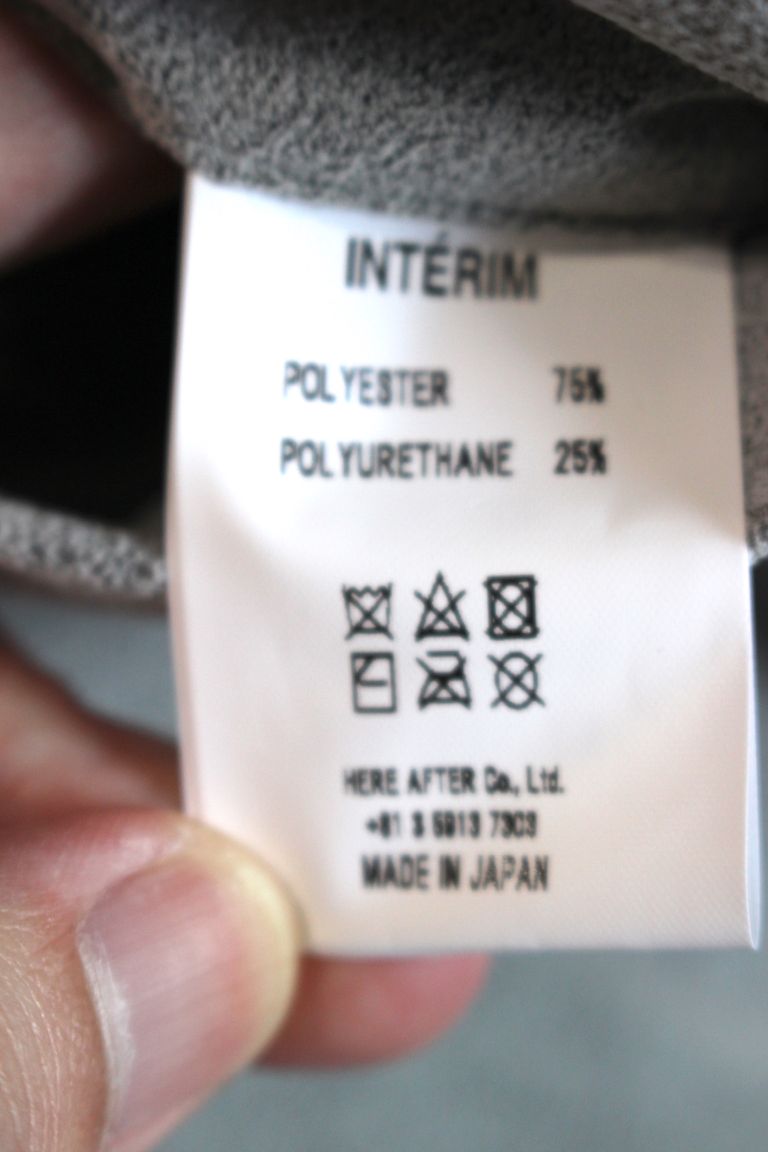 INTÉRIM
POLYESTER 75%
POLYURETHANE 25%
HERE AFTER Co., Ltd.
+81 3 5913 7303
MADE IN JAPAN